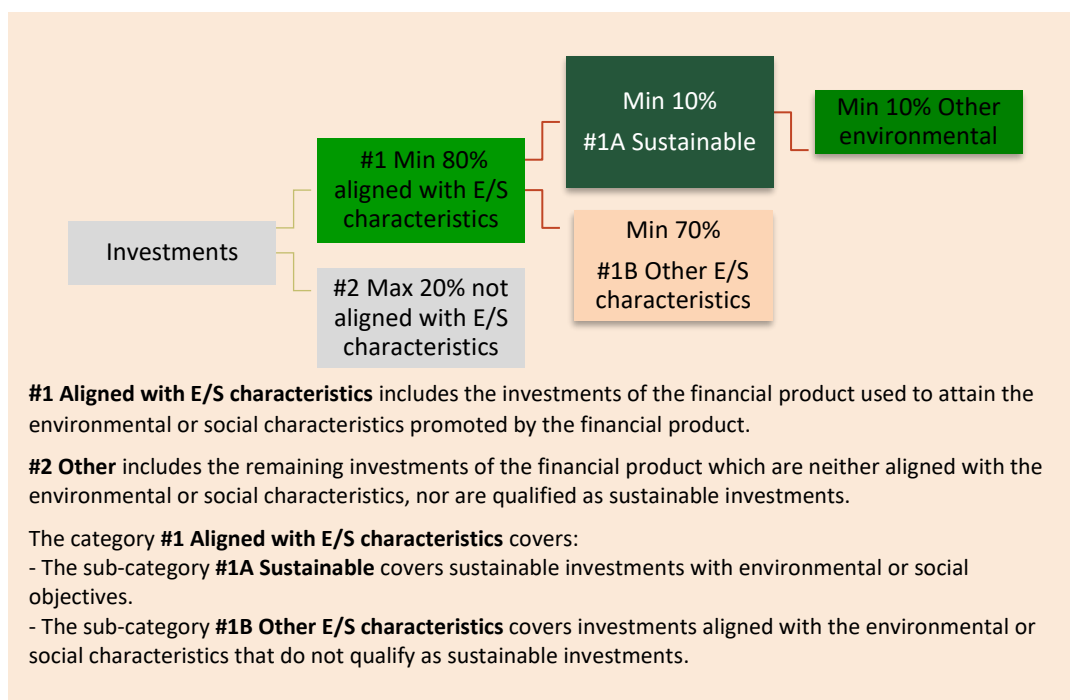 Investments
#1 Min 80%
aligned with E/S
characteristics
#2 Max 20% not
aligned with E/S
characteristics
Min 10%
#1A Sustainable
Min 70%
#1B Other E/S
characteristics
Min 10% Other
environmental
#1 Aligned with E/S characteristics includes the investments of the financial product used to attain the
environmental or social characteristics promoted by the financial product.
#2 Other includes the remaining investments of the financial product which are neither aligned with the
environmental or social characteristics, nor are qualified as sustainable investments.
The category #1 Aligned with E/S characteristics covers:
- The sub-category #1A Sustainable covers sustainable investments with environmental or social
objectives.
- The sub-category #1B Other E/S characteristics covers investments aligned with the environmental or
social characteristics that do not qualify as sustainable investments.